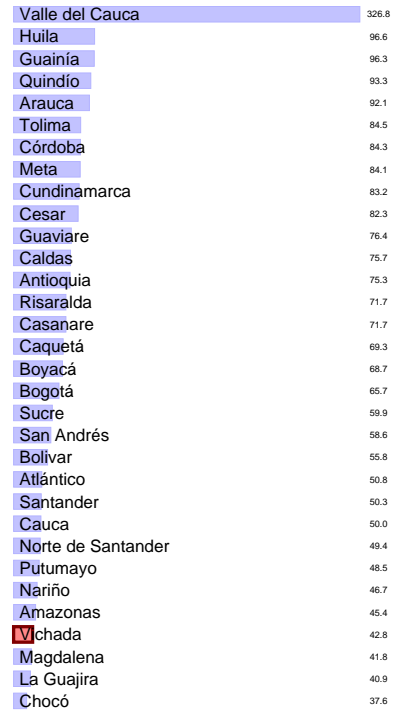 Valle del Cauca 326.8
Huila 96.6
Guainía 96.3
Quindío 93.3
Arauca 92.1
Tolima 84.5
Córdoba 84.3
Meta 84.1
Cundinamarca 83.2
Cesar 82.3
Guaviare 76.4
Caldas 75.7
Antioquia 75.3
Risaralda 71.7
Casanare 71.7
Caquetá 69.3
Boyacá 68.7
Bogotá 65.7
Sucre 59.9
San Andrés 58.6
Bolivar 55.8
Atlántico 50.8
Santander 50.3
Cauca 50.0
Norte de Santander 49.4
Putumayo 48.5
Nariño 46.7
Amazonas 45.4
Vichada 42.8
Magdalena 41.8
La Guajira 40.9
Chocó 37.6